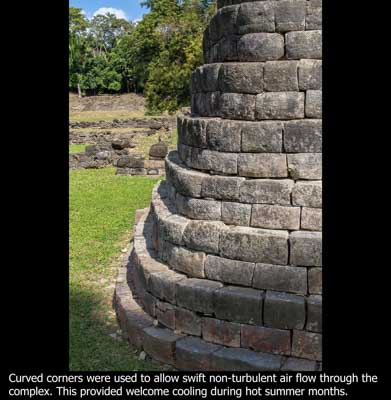 Curved corners were used to allow swift non-turbulent air flow through the
complex. This provided welcome cooling during hot summer months.